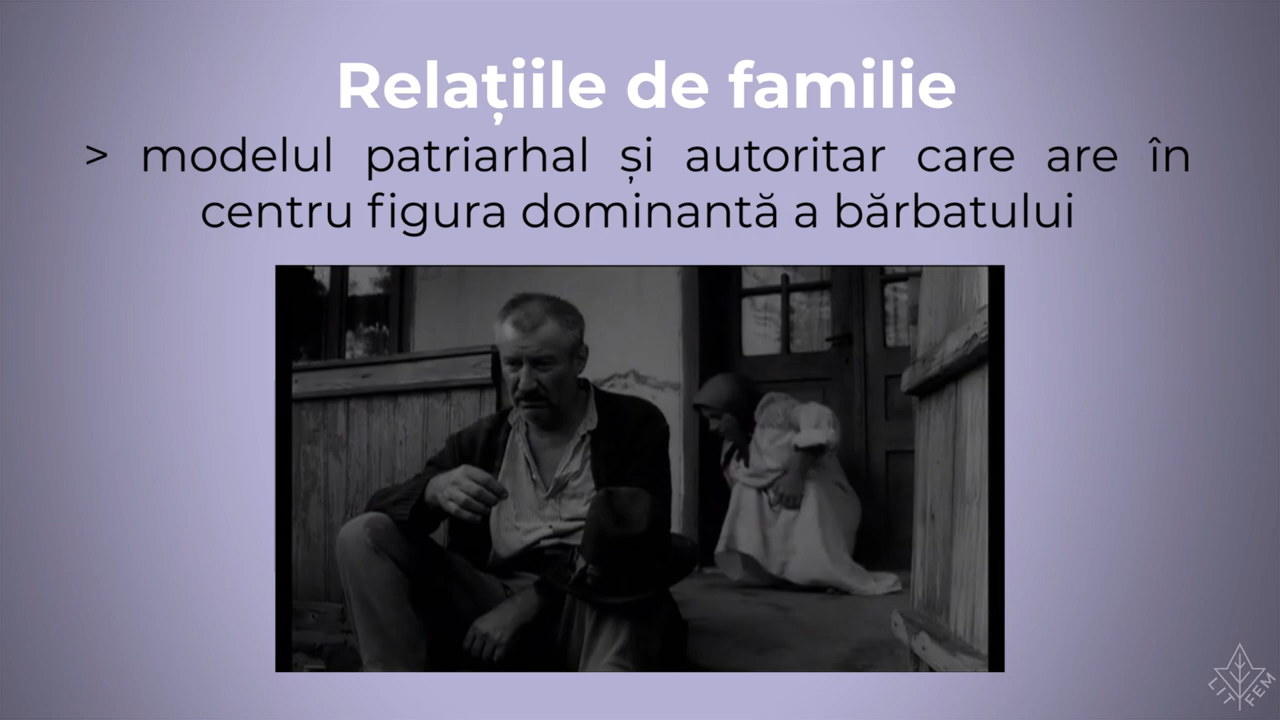 Relațiile de familie
> modelul patriarhal și autoritar care are în
centru figura dominantă a bărbatului
LIT FEM